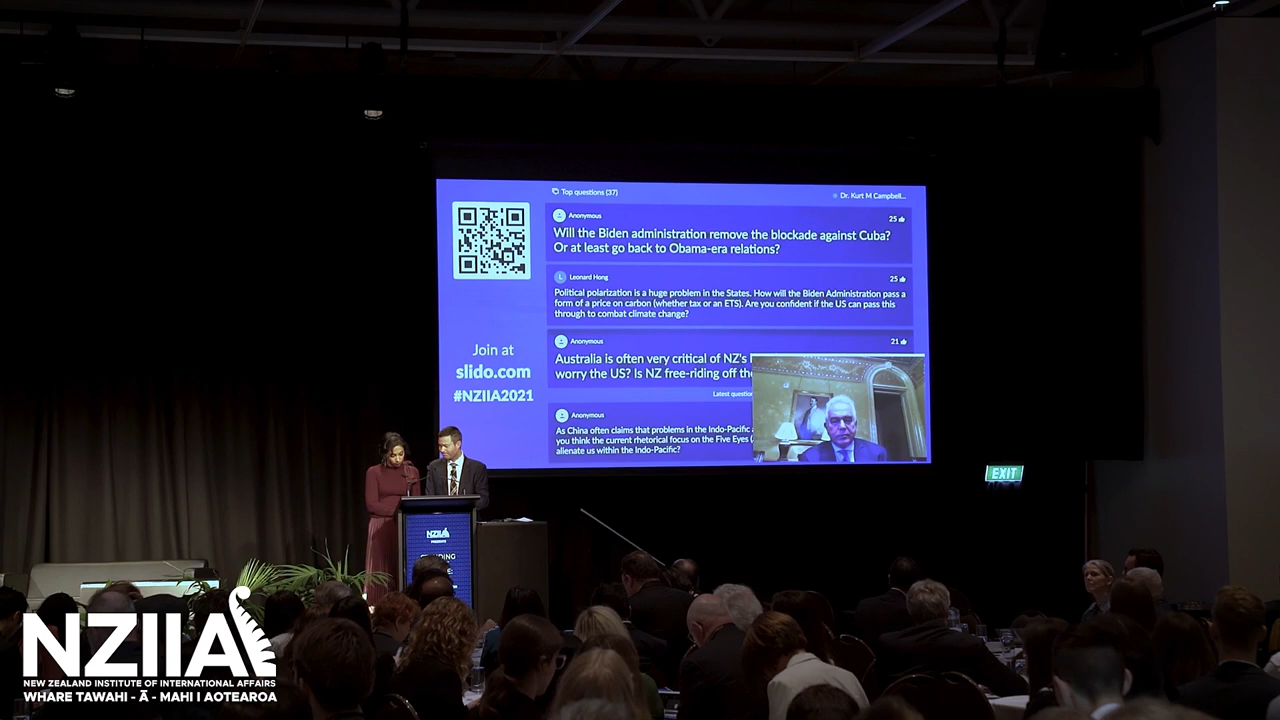 Top questions (37)
Dr. Kurt M Campbell...
Anonymous
25
Will the Biden administration remove the blockade against Cuba?
Or at least go back to Obama-era relations?
L Leonard Hong
25
Political polarization is a huge problem in the States. How will the Biden Administration pass a
form of a price on carbon (whether tax or an ETS). Are you confident if the US can pass this
through to combat climate change?
Anonymous
21
Australia is often very critical of NZ's
worry the US? Is NZ free-riding off the
Latest question
Anonymous
As China often claims that problems in the Indo-Pacific
you think the current rhetorical focus on the Five Eyes
alienate us within the Indo-Pacific?
Join at
slido.com
#NZIIA2021
EXIT
NZIIA
NZIIA
NEW ZEALAND INSTITUTE OF INTERNATIONAL AFFAIRS
WHARE TAWAHI - Ā - MAHI I AOTEAROA